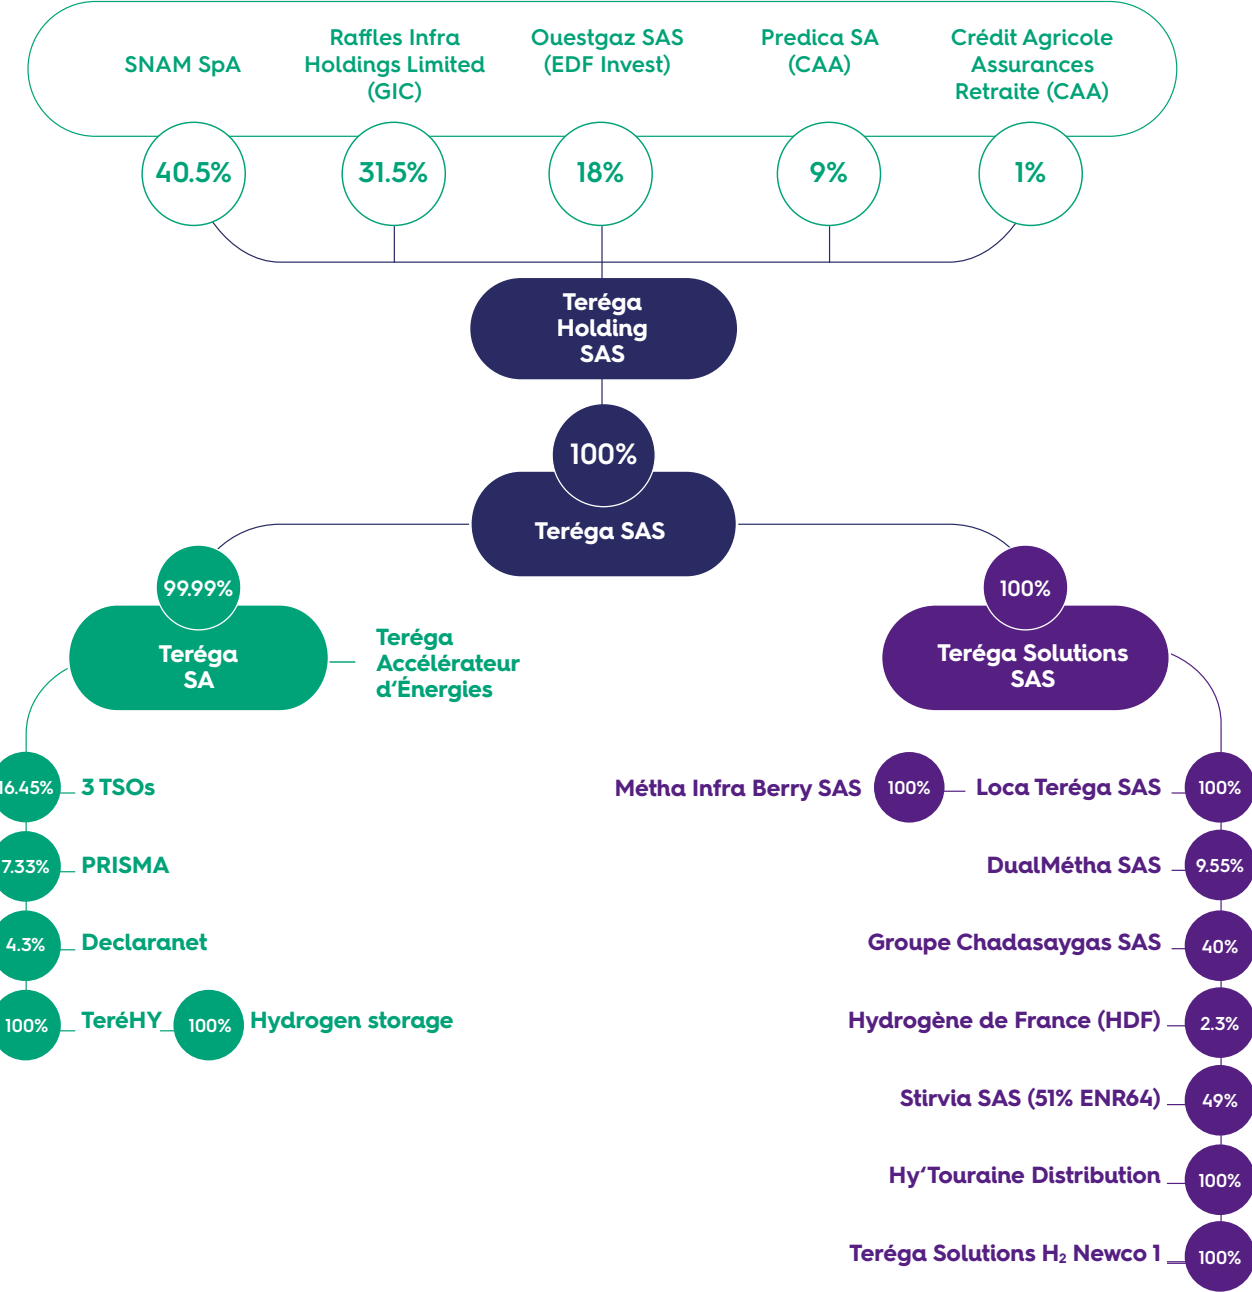 SNAM SpA
Raffles Infra
Holdings Limited
(GIC)
Ouestgaz SAS
(EDF Invest)
Predica SA
(CAA)
Crédit Agricole
Assurances
Retraite (CAA)
40.5%
31.5%
18%
9%
1%
Teréga
Holding
SAS
100%
Teréga SAS
99.99%
Teréga
SA
Teréga
Accélérateur
d‘Énergies
100%
Teréga Solutions
SAS
16.45% 3 TSOs
7.33% PRISMA
4.3% Declaranet
100% TeréHY 100% Hydrogen storage
Métha Infra Berry SAS 100% Loca Teréga SAS 100%
DualMétha SAS 9.55%
Groupe Chadasaygas SAS 40%
Hydrogène de France (HDF) 2.3%
Stirvia SAS (51% ENR64) 49%
Hy‘Touraine Distribution 100%
Teréga Solutions H₂ Newco 1 100%